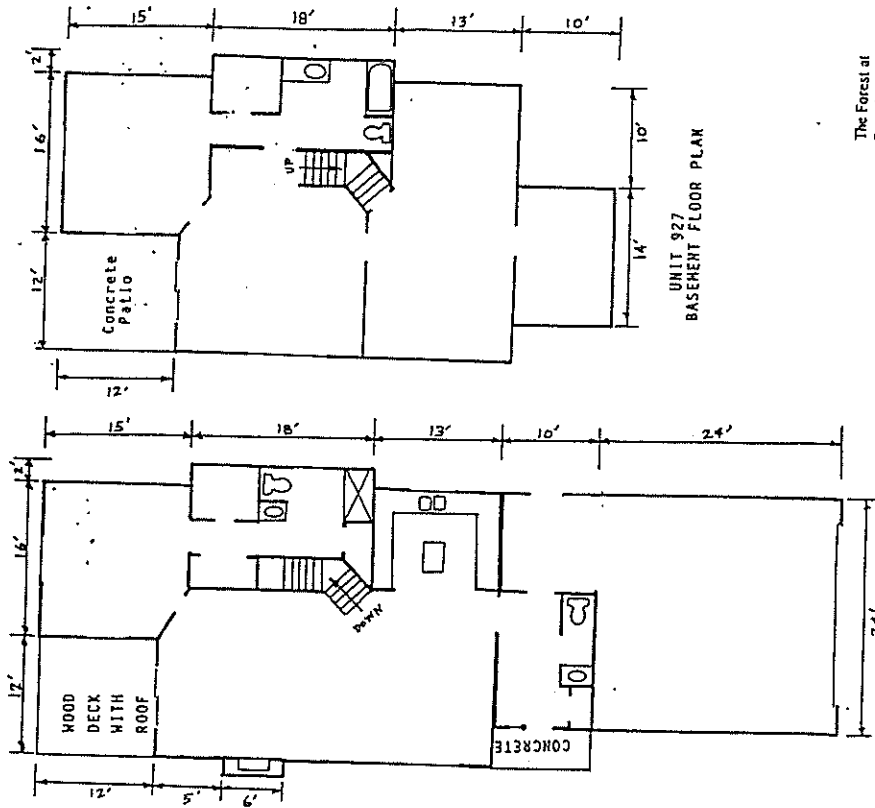 15'
18'
13'
10'
2'
16'
12'
Concrete
Patio
12'
UP
10'
14'
UNIT 927
BASEMENT FLOOR PLAN
The Forest at
15'
18'
13'
10'
24'
2'
16'
12'
WOOD
DECK
WITH
ROOF
12'
5'
6'
DOWN
CONCRETE